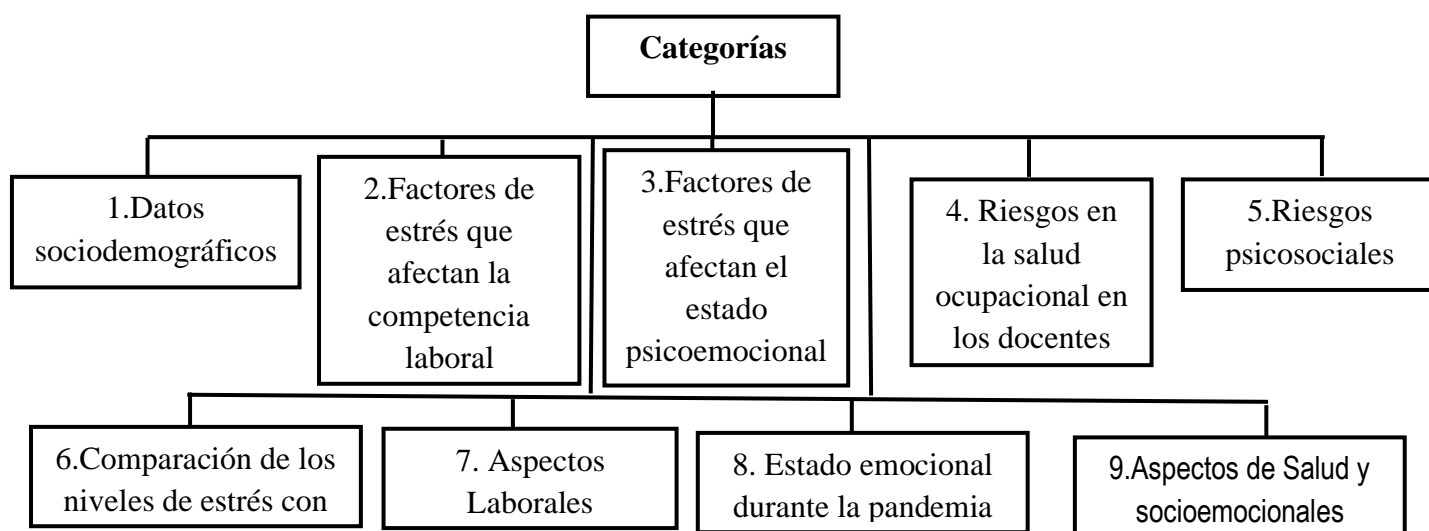 Categorías
1.Datos
sociodemográficos
2.Factores de
estrés que
afectan la
competencia
laboral
3.Factores de
estrés que
afectan el
estado
psicoemocional
4. Riesgos en
la salud
ocupacional en
los docentes
5.Riesgos
psicosociales
6.Comparación de los
niveles de estrés con
7. Aspectos
Laborales
8. Estado emocional
durante la pandemia
9.Aspectos de Salud y
socioemocionales